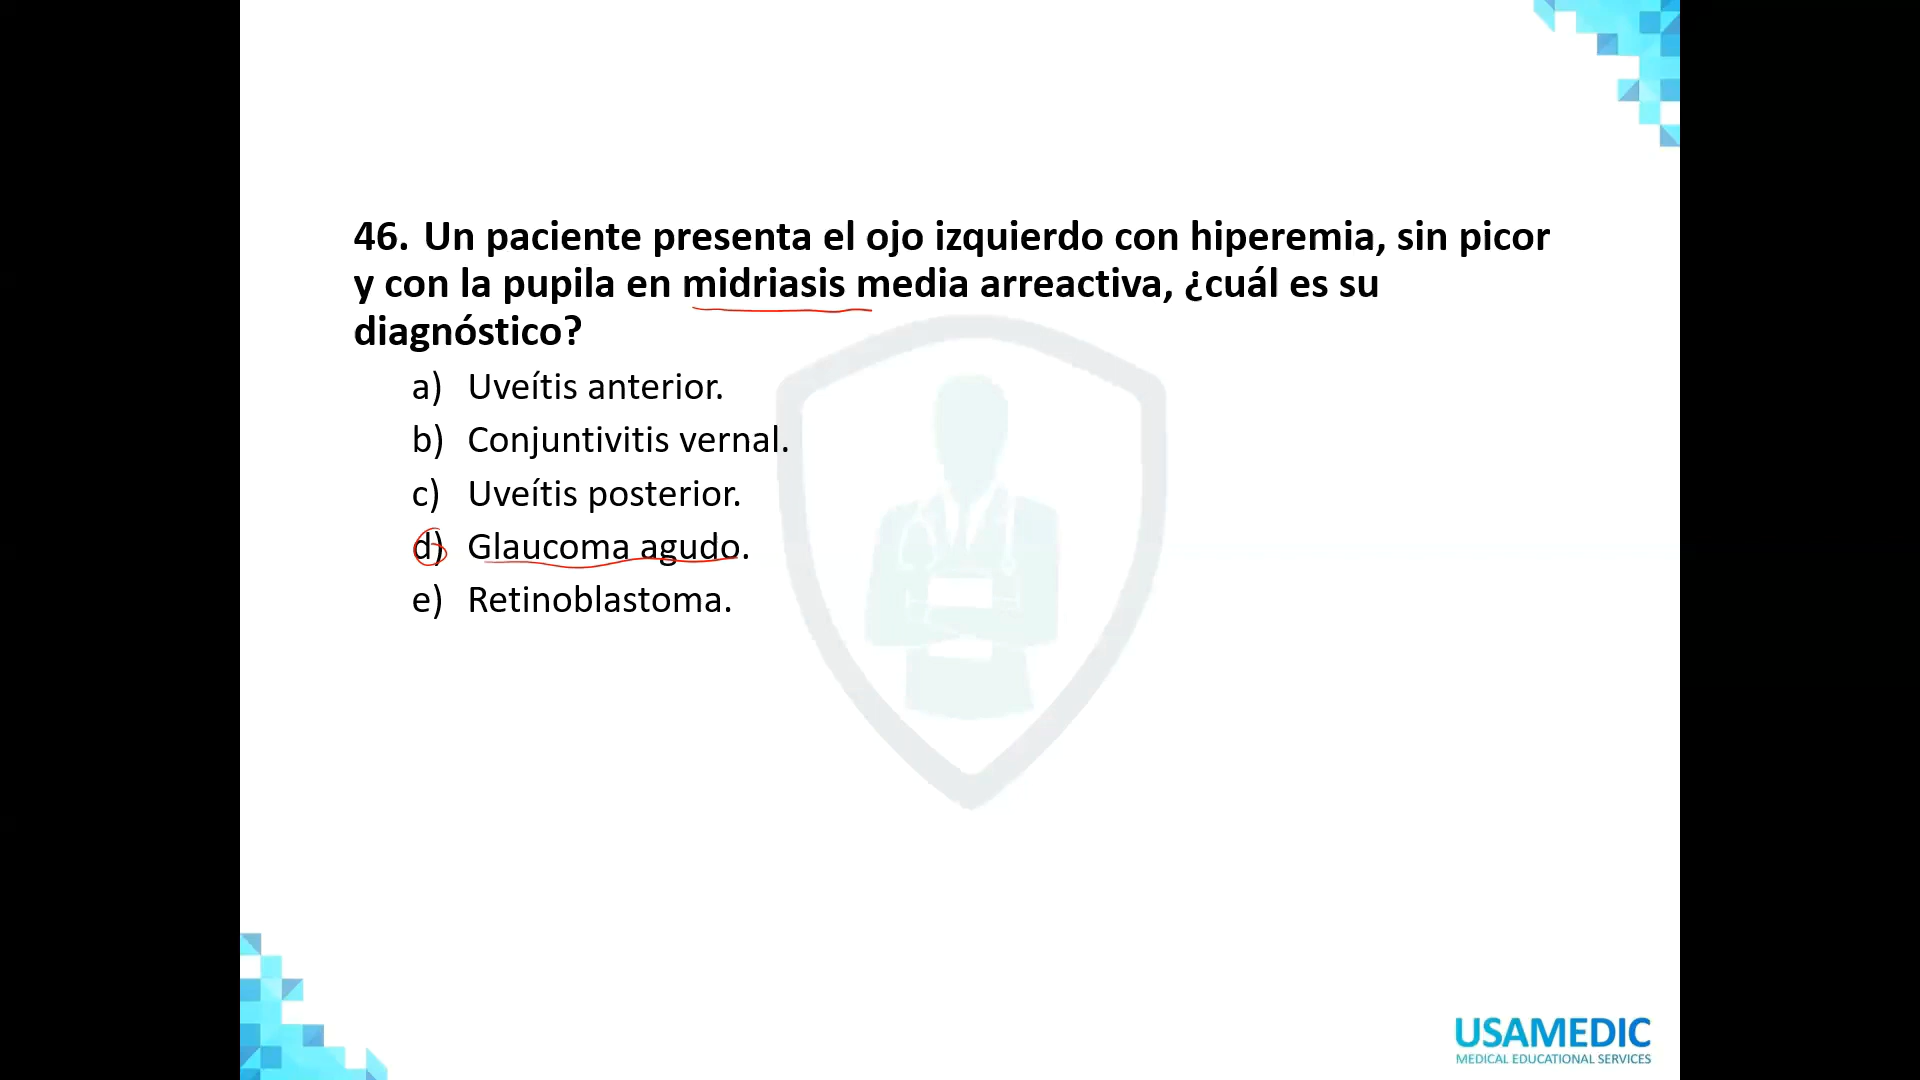 46. Un paciente presenta el ojo izquierdo con hiperemia, sin picor
y con la pupila en midriasis media arreactiva, ¿cuál es su
diagnóstico?
a) Uveítis anterior.
b) Conjuntivitis vernal.
c) Uveítis posterior.
d) Glaucoma agudo.
e) Retinoblastoma.
USAMEDIC
MEDICAL EDUCATIONAL SERVICES